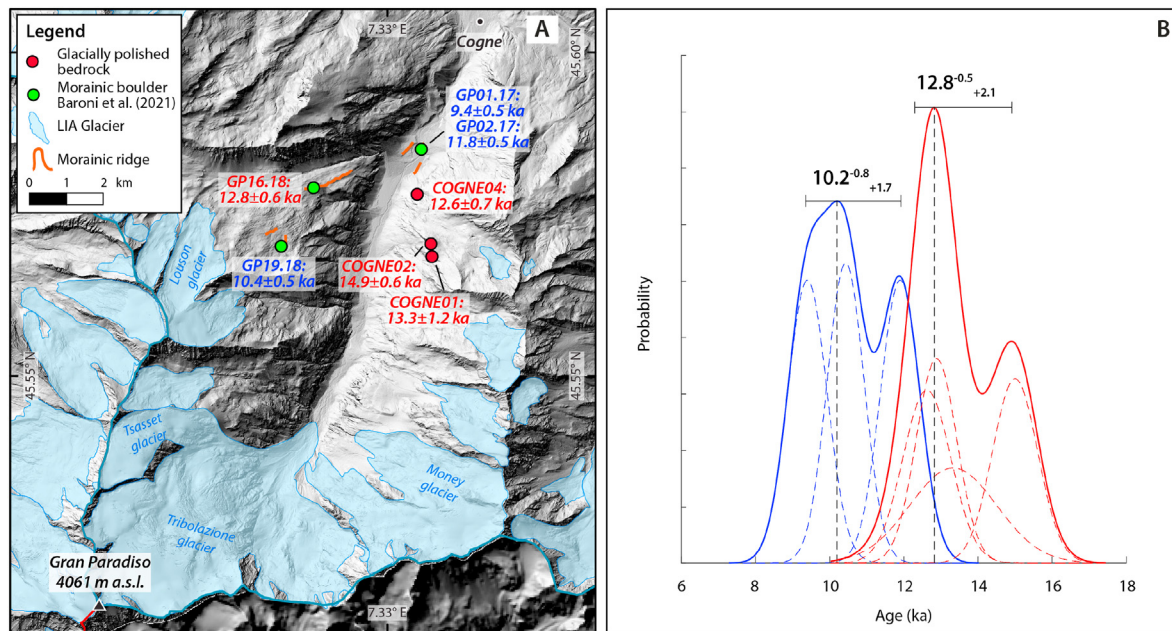 Legend
Glacially polished
bedrock
Morainic boulder
Baroni et al. (2021)
LIA Glacier
Morainic ridge
0 1 2 km
7.33° E
Cogne
A
45.60° N
GP01.17:
9.4±0.5 ka
GP02.17:
11.8±0.5 ka
GP16.18:
12.8±0.6 ka
COGNE04:
12.6±0.7 ka
GP19.18:
10.4±0.5 ka
COGNE02:
14.9±0.6 ka
COGNE01:
13.3±1.2 ka
Louson
glacier
45.55° N
45.55° N
Tsasset
glacier
Money
glacier
Tribolazione
glacier
Gran Paradiso
4061 m a.s.l.
7.33° E
B
12.8-0.5
+2.1
10.2-0.8
+1.7
Probability
6 8 10 12 14 16 18
Age (ka)